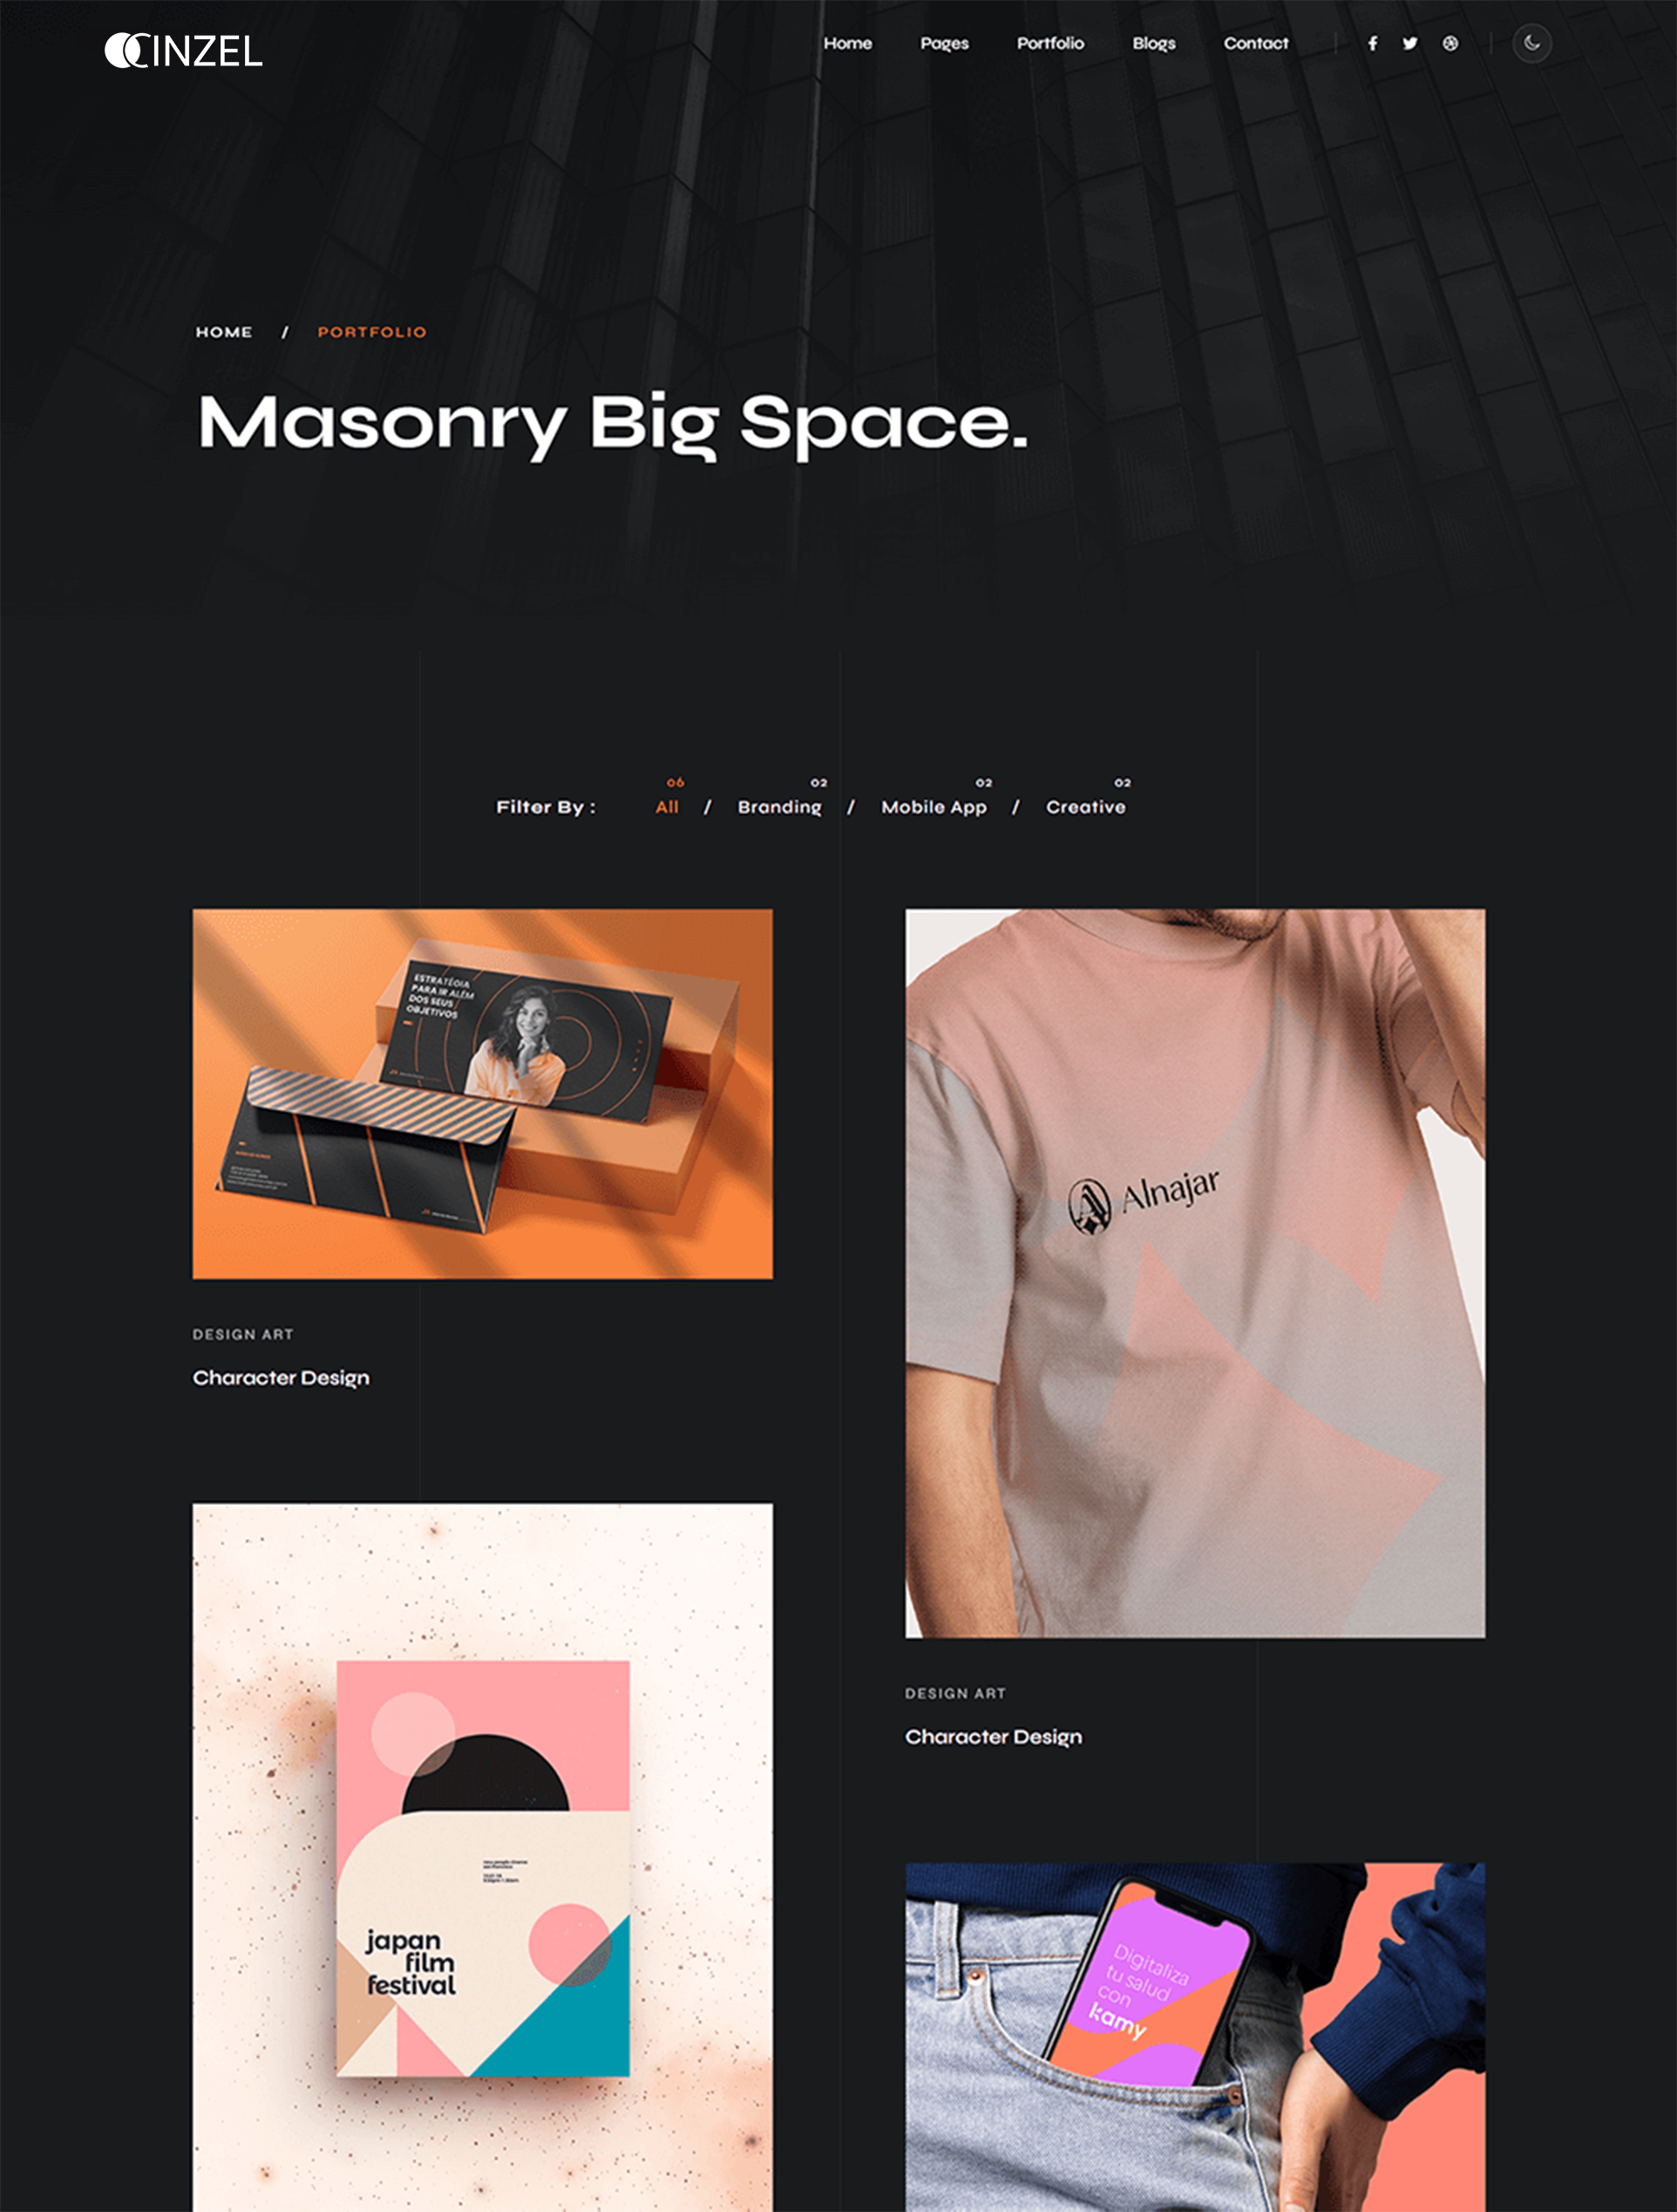 CINZEL
Home Pages Portfolio Blogs Contact
HOME / PORTFOLIO
Masonry Big Space.
06 02 02 02
Filter By : All / Branding / Mobile App / Creative
ESTRATÉGIA
PARA IR ALÉM
DOS SEUS
OBJETIVOS
DESIGN ART
Character Design
Alnajar
DESIGN ART
Character Design
japan
film
festival
Digitaliza
tu salud
con
kamy